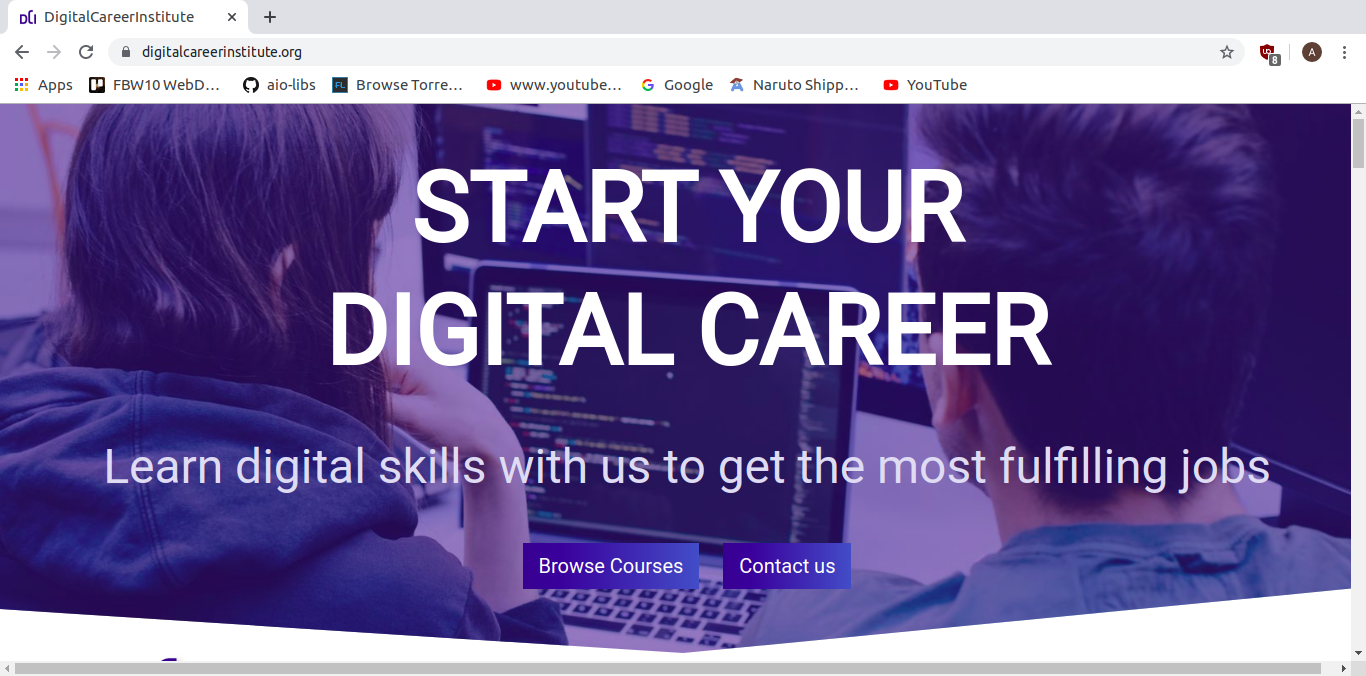 DCI DigitalCareerInstitute
digitalcareerinstitute.org
8
A
Apps
FBW10 WebD...
aio-libs
FL
Browse Torre...
www.youtube...
G
Google
Naruto Shipp...
YouTube
START YOUR
DIGITAL CAREER
Learn digital skills with us to get the most fulfilling jobs
Browse Courses
Contact us